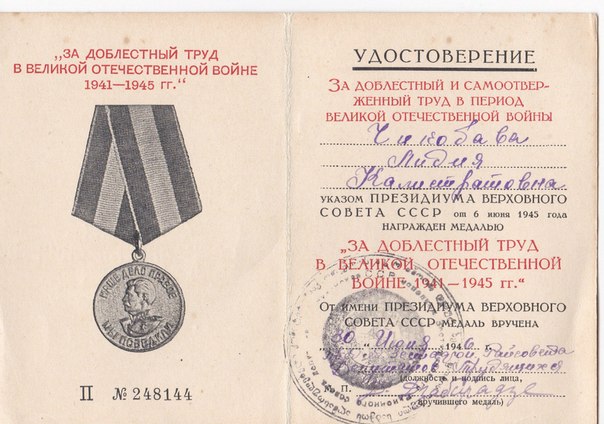 „ЗА ДОБЛЕСТНЫЙ ТРУД
В ВЕЛИКОЙ ОТЕЧЕСТВЕННОЙ ВОЙНЕ
1941—1945 гг.“
НАШЕ ДЕЛО ПРАВОЕ
МЫ ПОБЕДИЛИ
П № 248144
УДОСТОВЕРЕНИЕ
ЗА ДОБЛЕСТНЫЙ И САМООТВЕР-
ЖЕННЫЙ ТРУД В ПЕРИОД
ВЕЛИКОЙ ОТЕЧЕСТВЕННОЙ ВОЙНЫ
Чикобава
Лидия
Калистратовна
УКАЗОМ ПРЕЗИДИУМА ВЕРХОВНОГО
СОВЕТА СССР от 6 июня 1945 года
НАГРАЖДЕН МЕДАЛЬЮ
„ЗА ДОБЛЕСТНЫЙ ТРУД
В ВЕЛИКОЙ ОТЕЧЕСТВЕННОЙ
ВОЙНЕ 1941—1945 гг.“
От имени ПРЕЗИДИУМА ВЕРХОВНОГО
СОВЕТА СССР МЕДАЛЬ ВРУЧЕНА
30 „Июня 1946 г.
Райсовета
Депутатов Трудящихся
(должность и подпись лица,
П.
вручившего медаль)